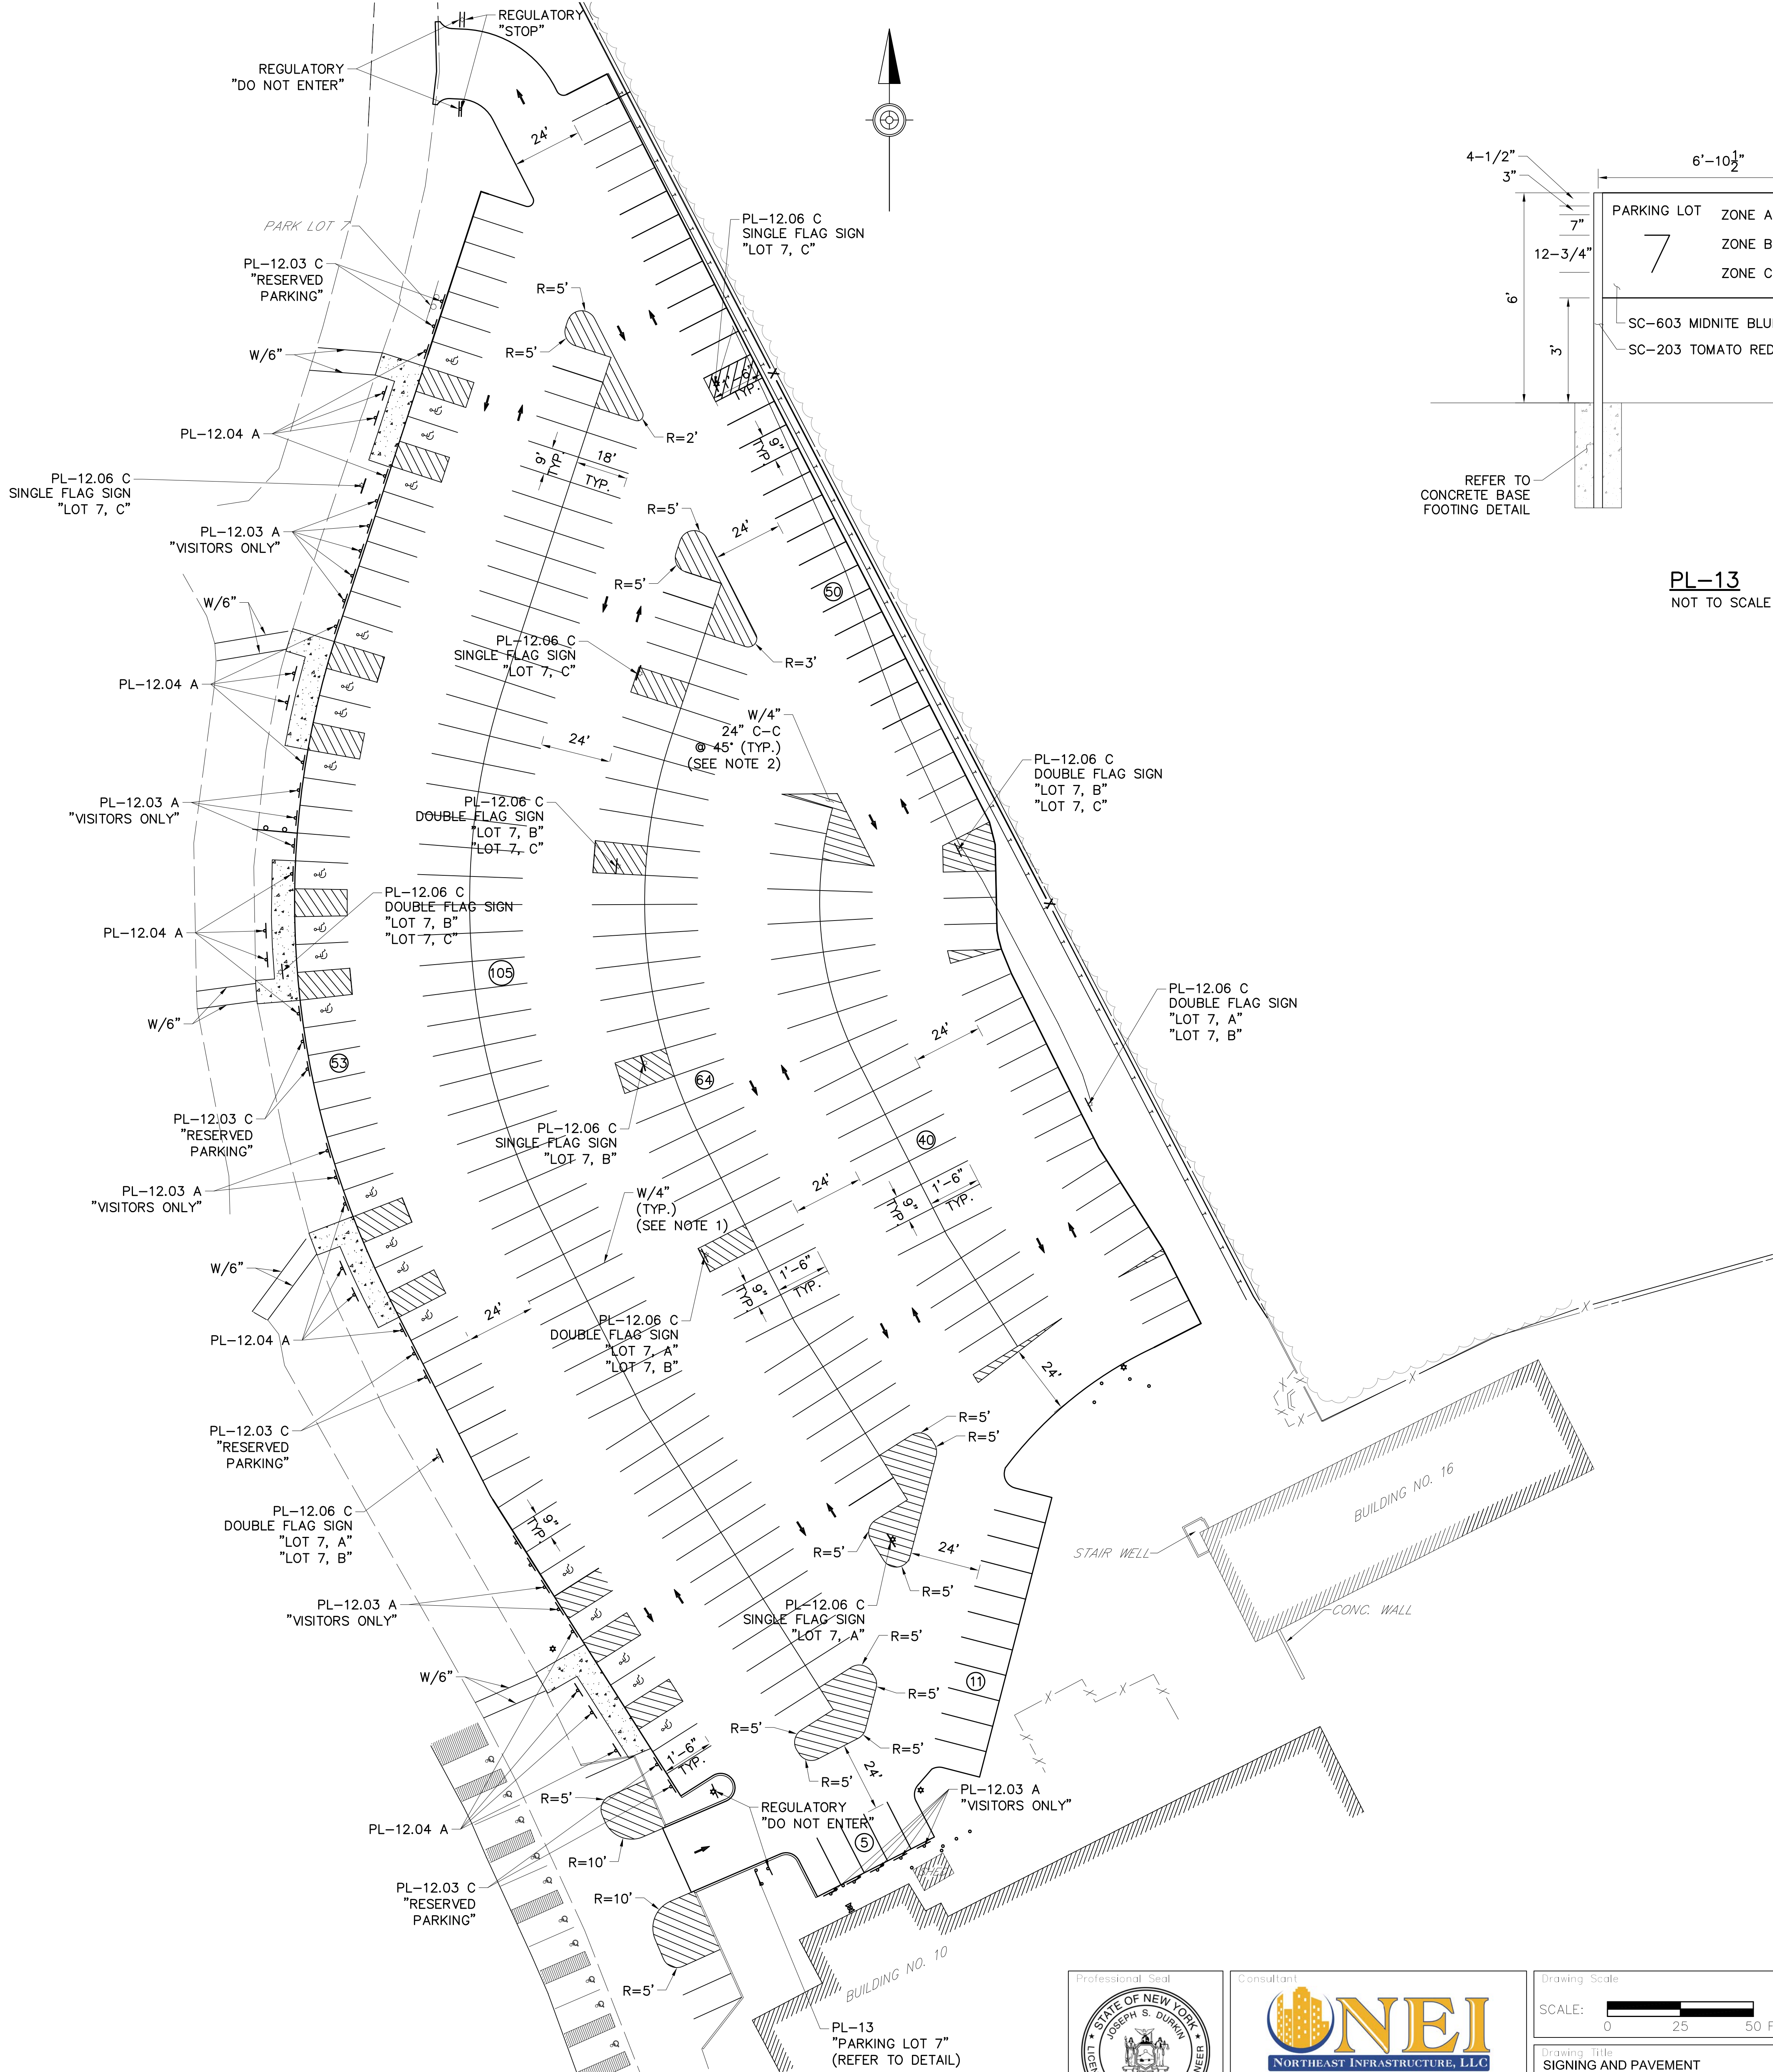 REGULATORY
"STOP"
REGULATORY
"DO NOT ENTER"
24'
PARK LOT 7
PL-12.03 C
"RESERVED
PARKING"
W/6"
PL-12.04 A
PL-12.06 C
SINGLE FLAG SIGN
"LOT 7, C"
PL-12.03 A
"VISITORS ONLY"
W/6"
PL-12.04 A
PL-12.03 A
"VISITORS ONLY"
PL-12.04 A
W/6"
PL-12.03 C
"RESERVED
PARKING"
PL-12.03 A
"VISITORS ONLY"
W/6"
PL-12.04 A
PL-12.03 C
"RESERVED
PARKING"
PL-12.06 C
DOUBLE FLAG SIGN
"LOT 7, A"
"LOT 7, B"
PL-12.03 A
"VISITORS ONLY"
W/6"
PL-12.04 A
PL-12.03 C
"RESERVED
PARKING"
PL-12.06 C
SINGLE FLAG SIGN
"LOT 7, C"
R=5'
R=5'
R=2'
1'-6"
TYP.
9"
TYP.
9'
TYP.
18'
TYP.
R=5'
24'
R=5'
R=3'
50
PL-12.06 C
SINGLE FLAG SIGN
"LOT 7, C"
W/4"
24" C-C
@ 45° (TYP.)
(SEE NOTE 2)
24'
PL-12.06 C
DOUBLE FLAG SIGN
"LOT 7, B"
"LOT 7, C"
PL-12.06 C
DOUBLE FLAG SIGN
"LOT 7, B"
"LOT 7, C"
PL-12.06 C
DOUBLE FLAG SIGN
"LOT 7, B"
"LOT 7, C"
105
53
64
PL-12.06 C
DOUBLE FLAG SIGN
"LOT 7, A"
"LOT 7, B"
24'
40
PL-12.06 C
SINGLE FLAG SIGN
"LOT 7, B"
24'
9"
TYP.
1'-6"
TYP.
W/4"
(TYP.)
(SEE NOTE 1)
9"
TYP.
1'-6"
TYP.
24'
PL-12.06 C
DOUBLE FLAG SIGN
"LOT 7, A"
"LOT 7, B"
24'
R=5'
R=5'
9"
TYP.
R=5'
24'
R=5'
PL-12.06 C
SINGLE FLAG SIGN
"LOT 7, A"
R=5'
11
R=5'
R=5'
R=5'
R=5'
24'
1'-6"
TYP.
R=5'
REGULATORY
"DO NOT ENTER"
PL-12.03 A
"VISITORS ONLY"
5
R=10'
R=10'
R=5'
PL-13
"PARKING LOT 7"
(REFER TO DETAIL)
BUILDING NO. 10
BUILDING NO. 16
STAIR WELL
CONC. WALL
4-1/2"
3"
7"
12-3/4"
6'-10 1/2"
6'
3'
PARKING LOT
7
ZONE A
ZONE B
ZONE C
SC-603 MIDNITE BLU
SC-203 TOMATO RED
REFER TO
CONCRETE BASE
FOOTING DETAIL
PL-13
NOT TO SCALE
Professional Seal
STATE OF NEW YORK
JOSEPH S. DURKIN
Consultant
NEI
NORTHEAST INFRASTRUCTURE, LLC
Drawing Scale
SCALE:
0 25 50 F
Drawing Title
SIGNING AND PAVEMENT